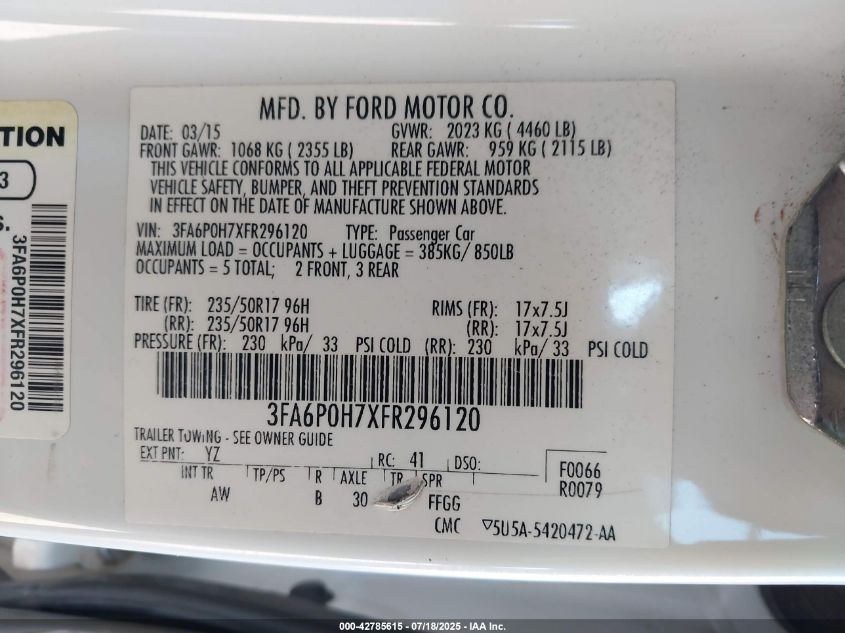 MFD. BY FORD MOTOR CO.
DATE: 03/15 GVWR: 2023 KG ( 4460 LB)
FRONT GAWR: 1068 KG ( 2355 LB) REAR GAWR: 959 KG ( 2115 LB)
THIS VEHICLE CONFORMS TO ALL APPLICABLE FEDERAL MOTOR
VEHICLE SAFETY, BUMPER, AND THEFT PREVENTION STANDARDS
IN EFFECT ON THE DATE OF MANUFACTURE SHOWN ABOVE.
VIN: 3FA6P0H7XFR296120 TYPE: Passenger Car
MAXIMUM LOAD = OCCUPANTS + LUGGAGE = 385KG/ 850LB
OCCUPANTS = 5 TOTAL; 2 FRONT, 3 REAR
TIRE (FR): 235/50R17 96H RIMS (FR): 17x7.5J
(RR): 235/50R17 96H (RR): 17x7.5J
PRESSURE (FR): 230 kPa/ 33 PSI COLD (RR): 230 kPa/ 33 PSI COLD
3FA6P0H7XFR296120
TRAILER TOWING - SEE OWNER GUIDE
EXT PNT: YZ RC: 41 DSO: F0066
INT TR TP/PS R AXLE TR SPR R0079
AW B 30 FFGG
CMC ▽5U5A-5420472-AA
TION
3
S.
3FA6P0H7XFR296120
000-42785615 - 07/18/2025 - IAA Inc.